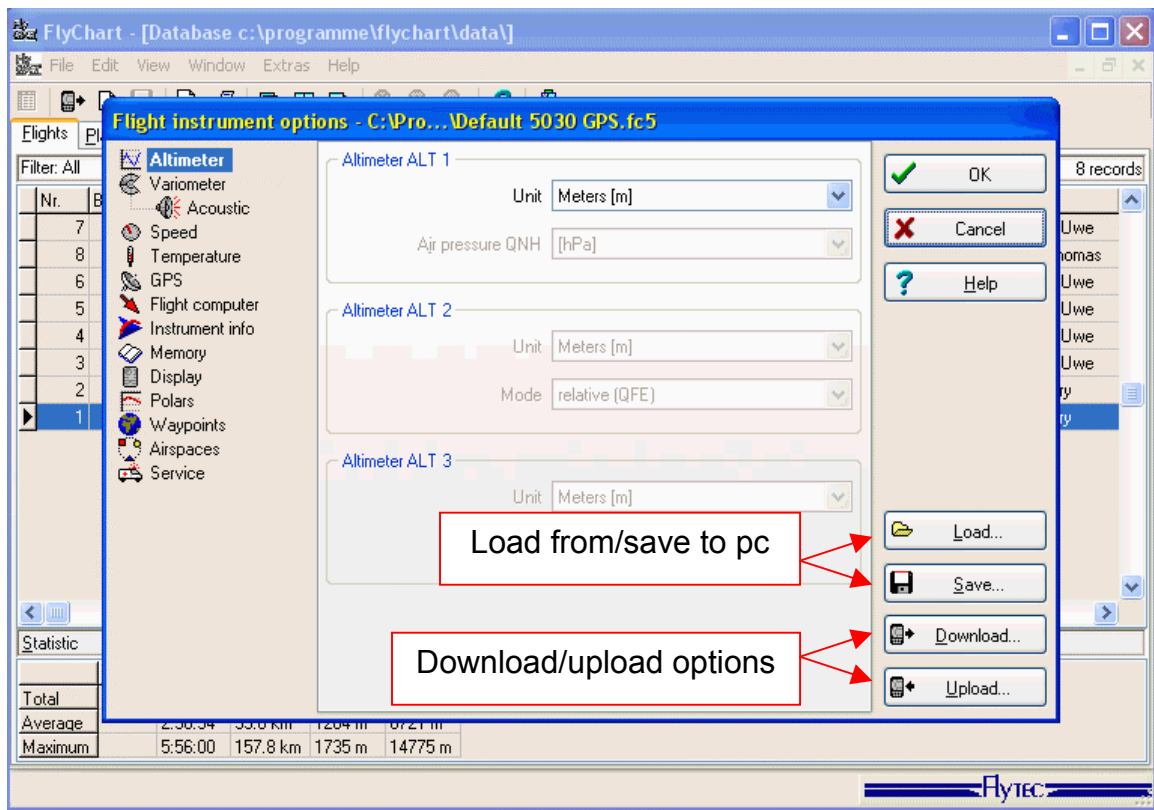 FlyChart - [Database c:\programme\flychart\data\]
File Edit View Window Extras Help
Flights
Filter: All
8 records
Nr.
7
8
6
5
4
3
2
1
Uwe
Uwe
Uwe
Uwe
Uwe
Flight instrument options - C:\Pro...\Default 5030 GPS.fc5
Altimeter
Variometer
Acoustic
Speed
Temperature
GPS
Flight computer
Instrument info
Memory
Display
Polars
Waypoints
Airspaces
Service
Altimeter ALT 1
Unit Meters [m]
Air pressure QNH [hPa]
Altimeter ALT 2
Unit Meters [m]
Mode relative (QFE)
Altimeter ALT 3
Unit Meters [m]
OK
Cancel
Help
Load from/save to pc
Load...
Save...
Download/upload options
Download...
Upload...
Statistic
Total
Average
Maximum 5:56:00 157.8 km 1735 m 14775 m
FLYTEC